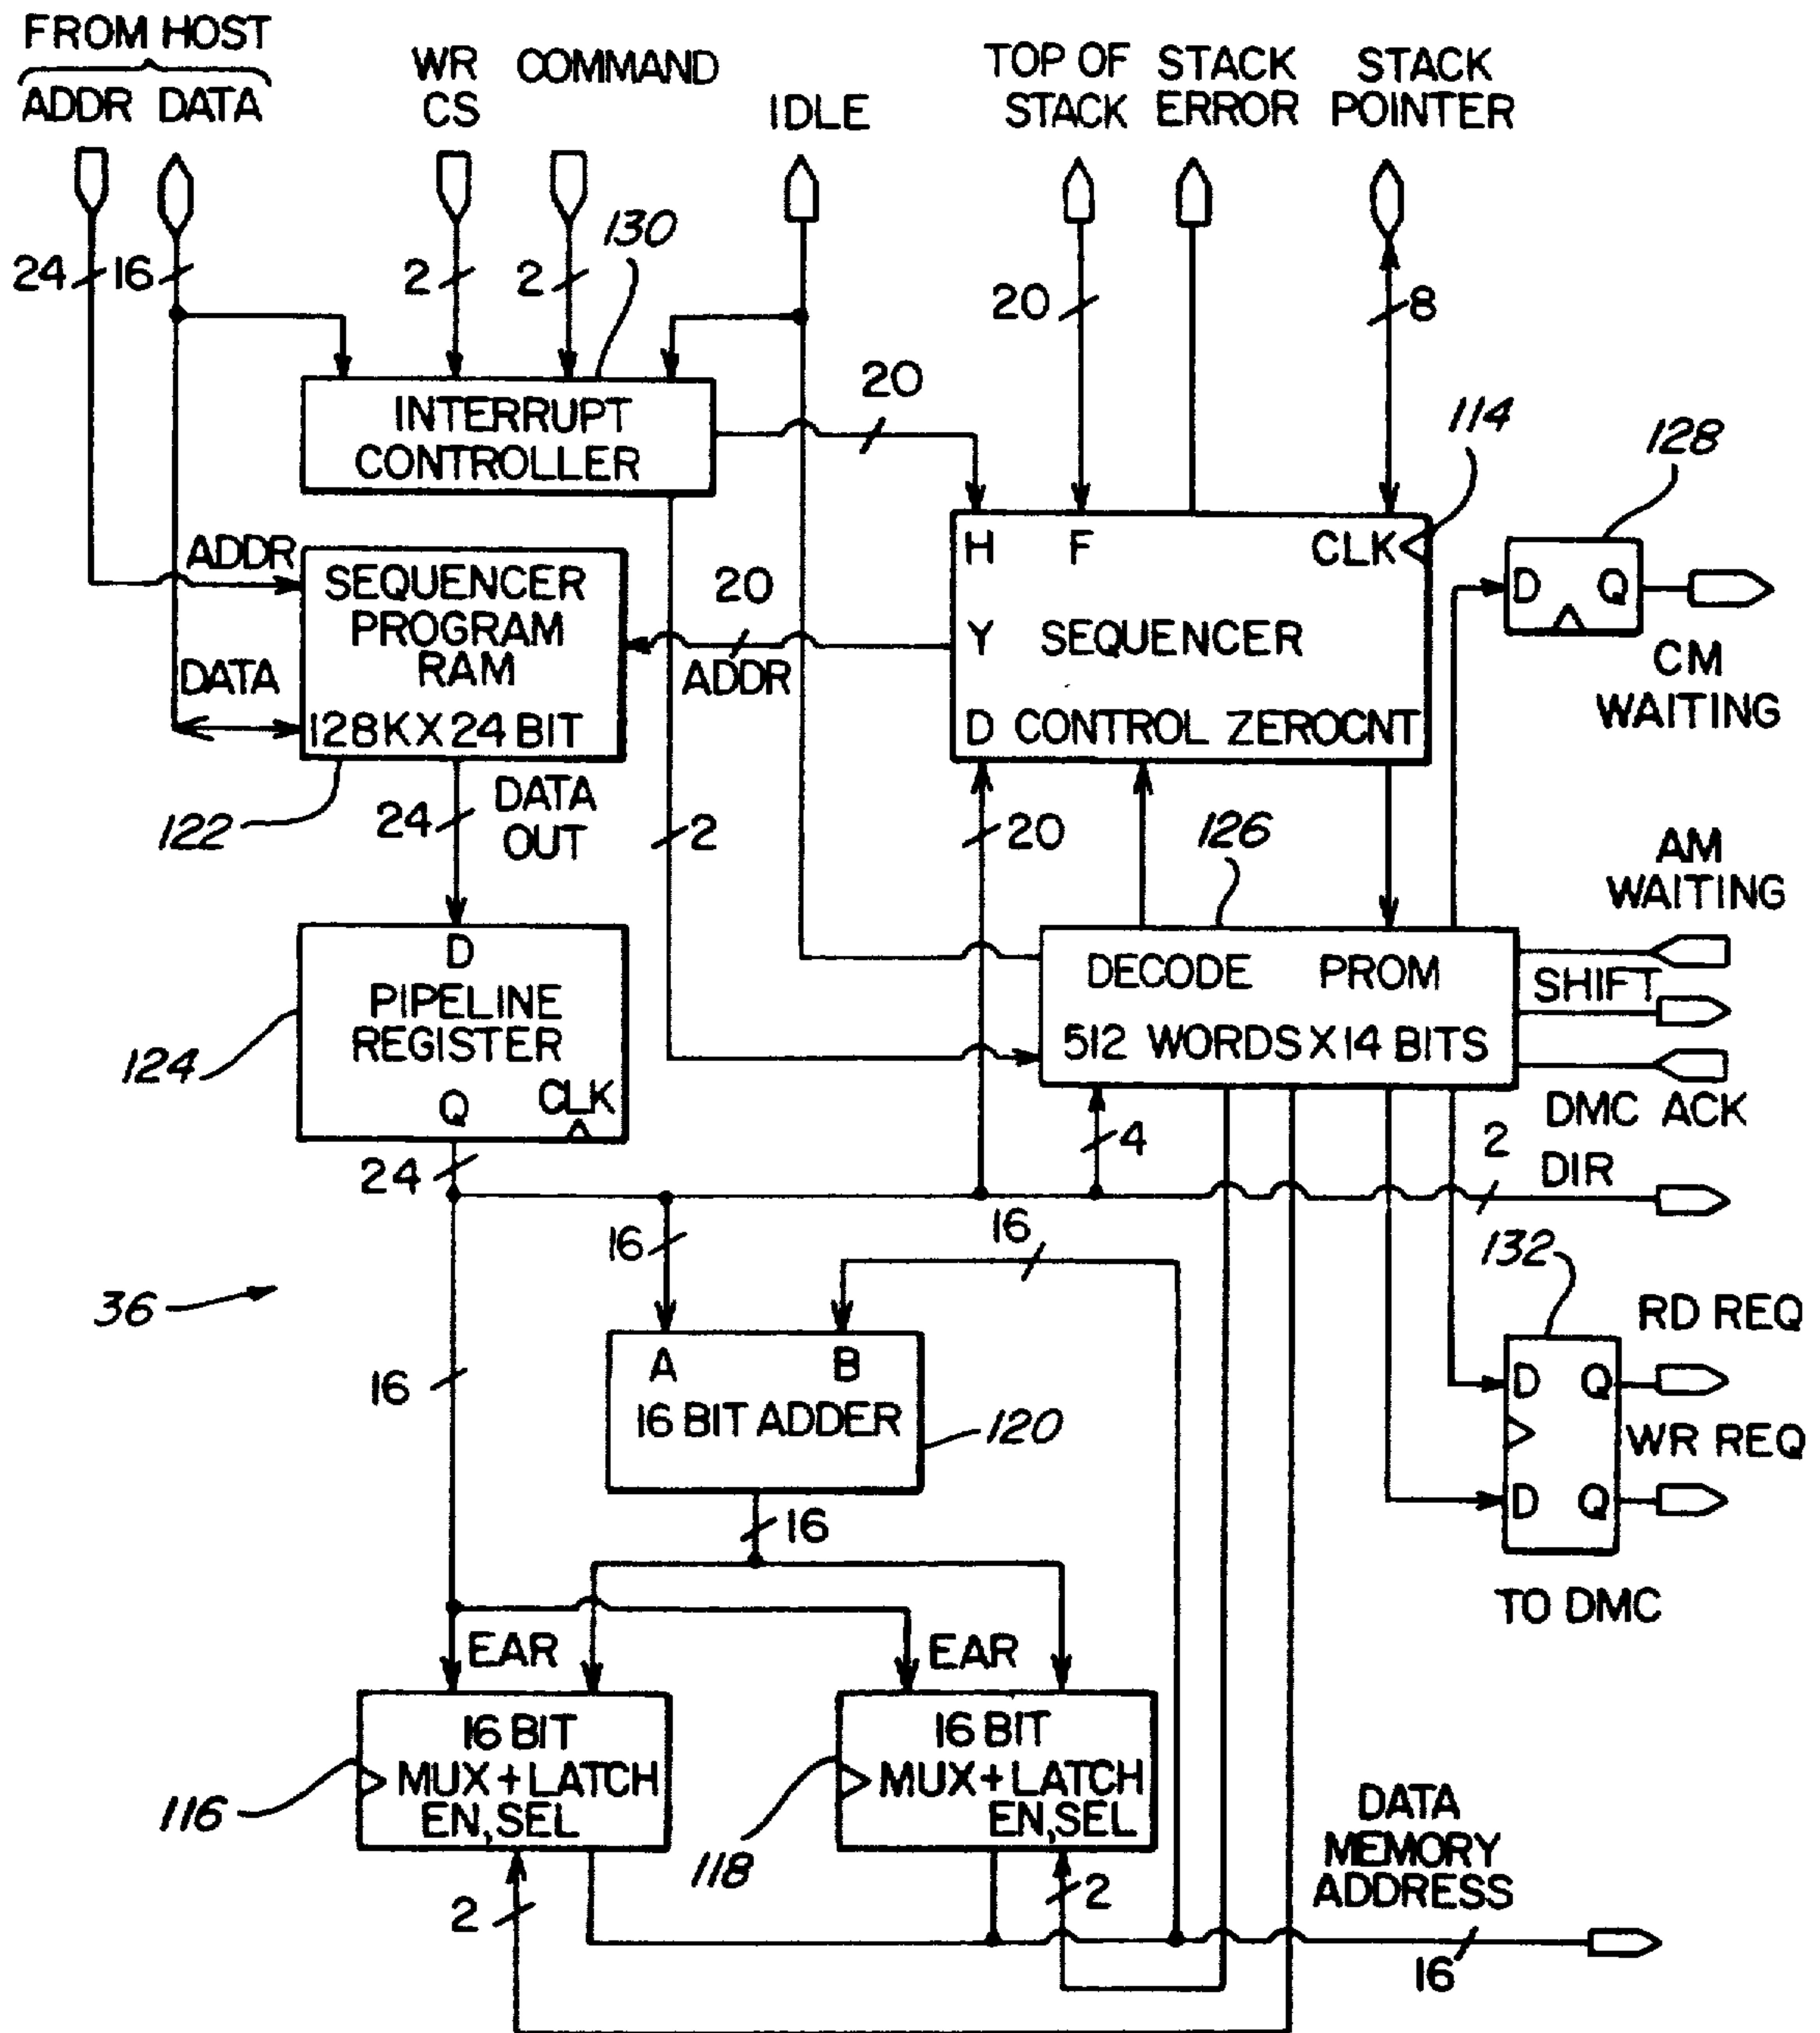 FROM HOST
ADDR DATA
WR
CS
COMMAND
IDLE
TOP OF
STACK
STACK
ERROR
STACK
POINTER
24
16
2
2
130
20
8
INTERRUPT
CONTROLLER
20
114
128
H F CLK
Y SEQUENCER
D CONTROL ZEROCNT
D Q
CM
WAITING
ADDR
SEQUENCER
PROGRAM
RAM
128K X 24 BIT
DATA
20
ADDR
122
24
DATA
OUT
2
20
126
AM
WAITING
D
PIPELINE
REGISTER
Q CLK
124
DECODE PROM
512 WORDS X 14 BITS
SHIFT
DMC ACK
24
4
2
DIR
16
16
132
36
16
A B
16 BIT ADDER
120
RD REQ
D Q
WR REQ
D Q
16
TO DMC
EAR
EAR
16 BIT
MUX + LATCH
EN, SEL
116
16 BIT
MUX + LATCH
EN, SEL
118
2
2
DATA
MEMORY
ADDRESS
16